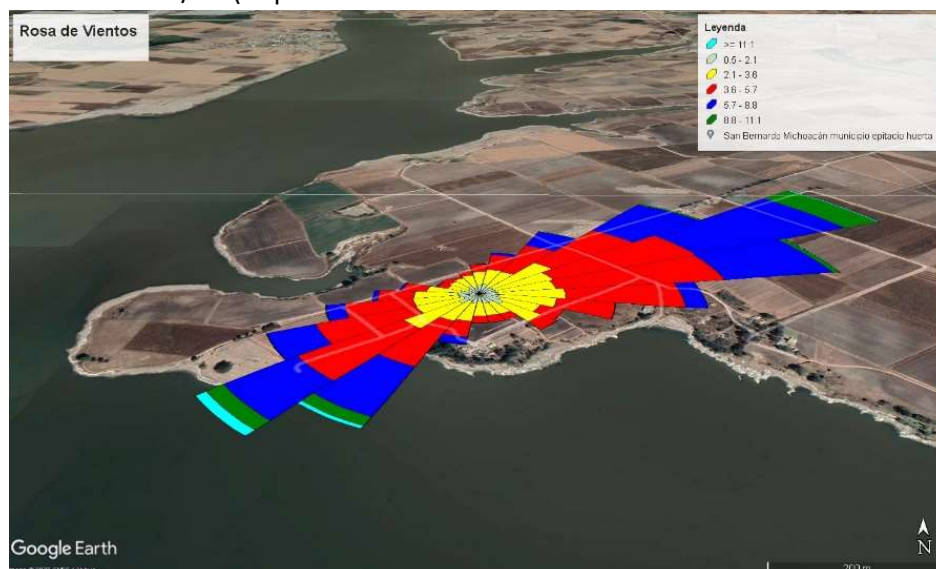 Rosa de Vientos
Leyenda
>= 11.1
0.5 - 2.1
2.1 - 3.6
3.6 - 5.7
5.7 - 8.8
8.8 - 11.1
San Bernardo Michoacán municipio epitacio huerta
Google Earth
N
200 m